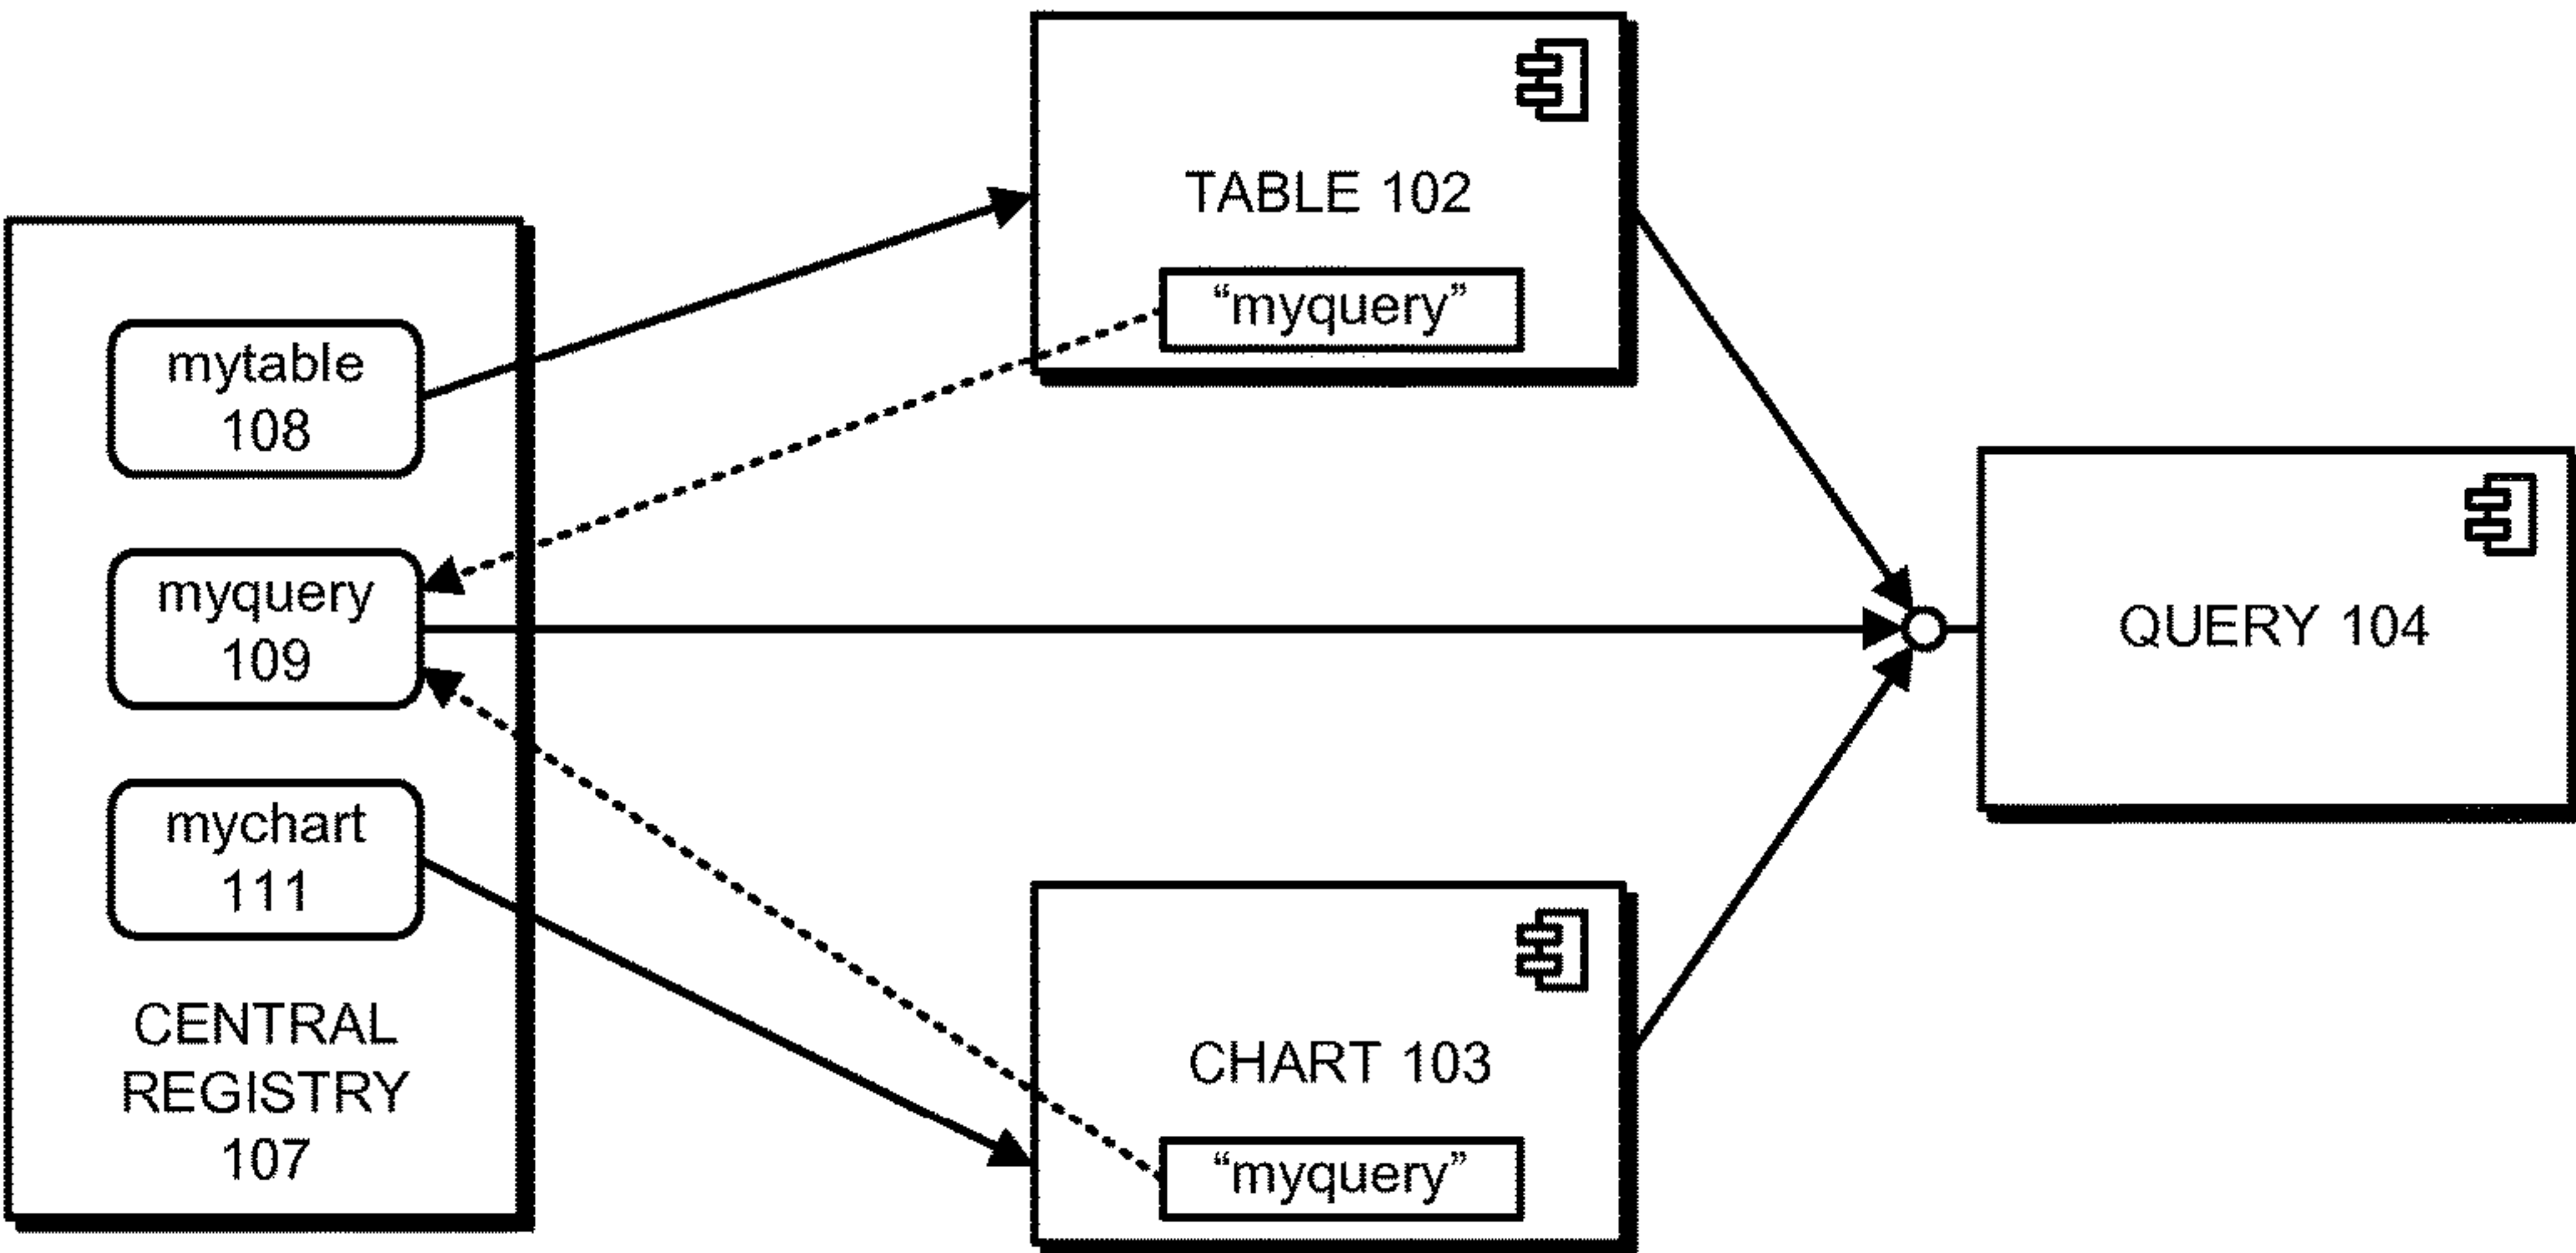 TABLE 102
“myquery”
mytable
108
myquery
109
mychart
111
CENTRAL
REGISTRY
107
QUERY 104
CHART 103
“myquery”